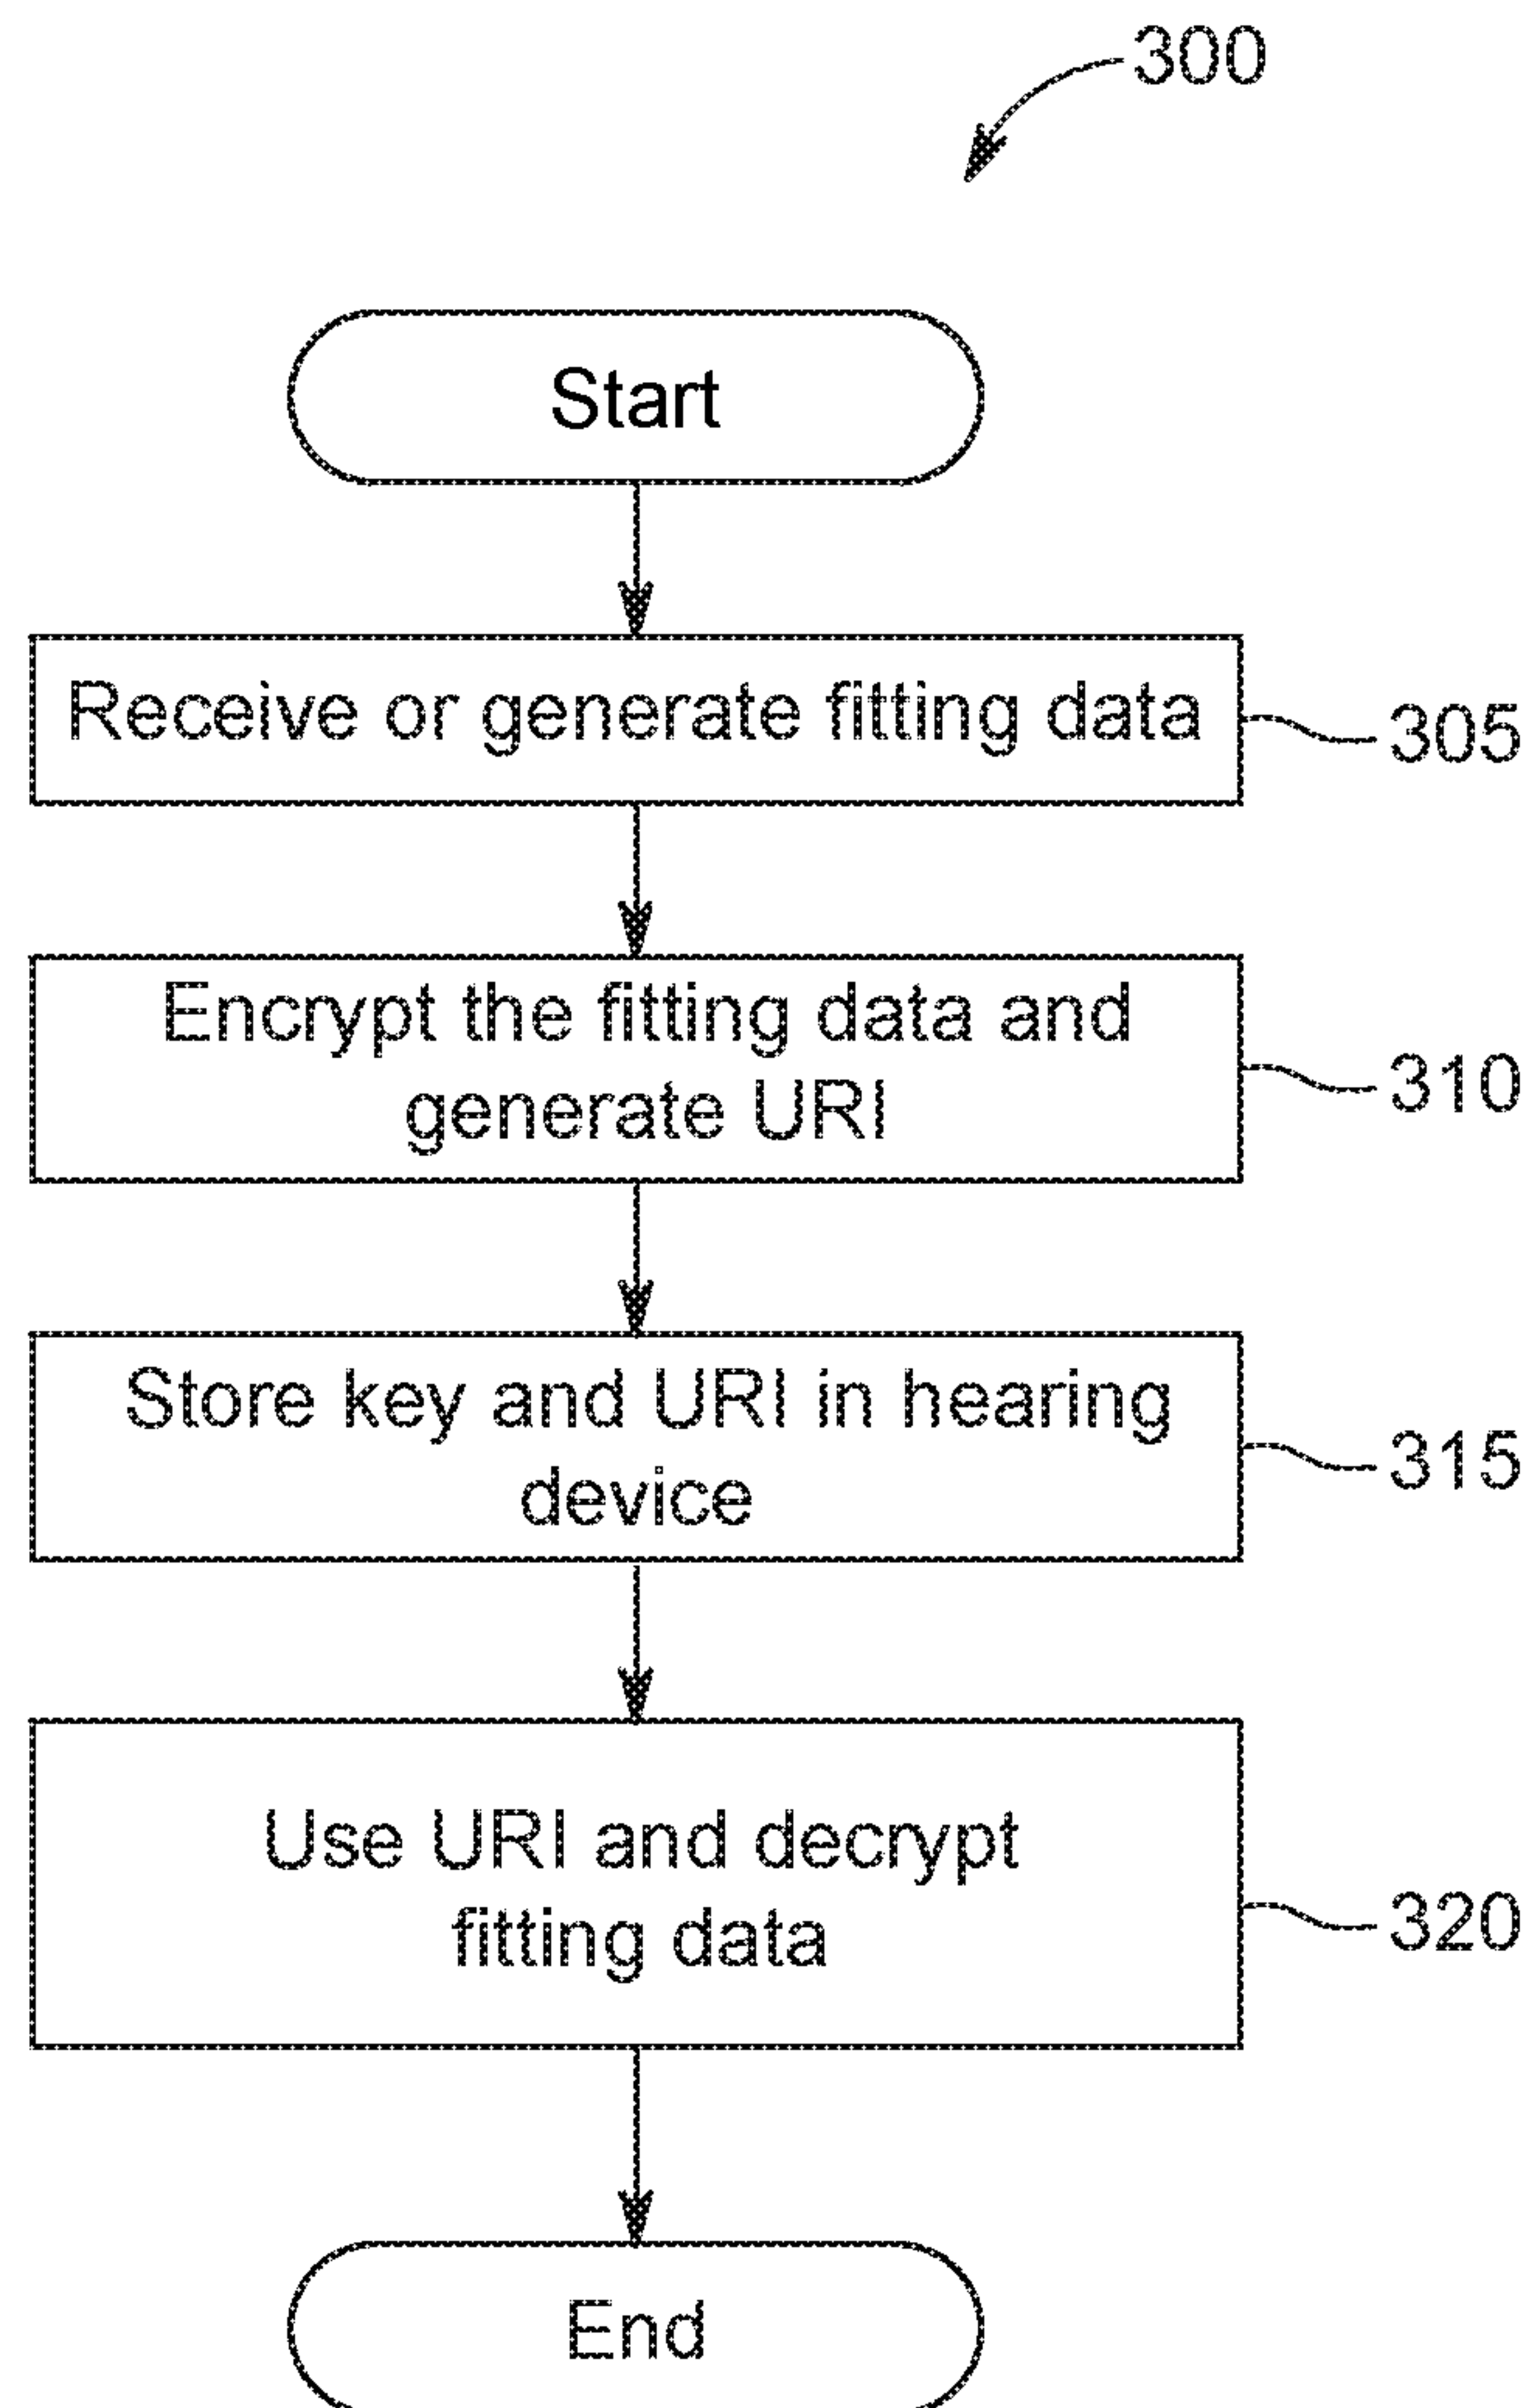 300
Start
Receive or generate fitting data
305
Encrypt the fitting data and
generate URI
310
Store key and URI in hearing
device
315
Use URI and decrypt
fitting data
320
End